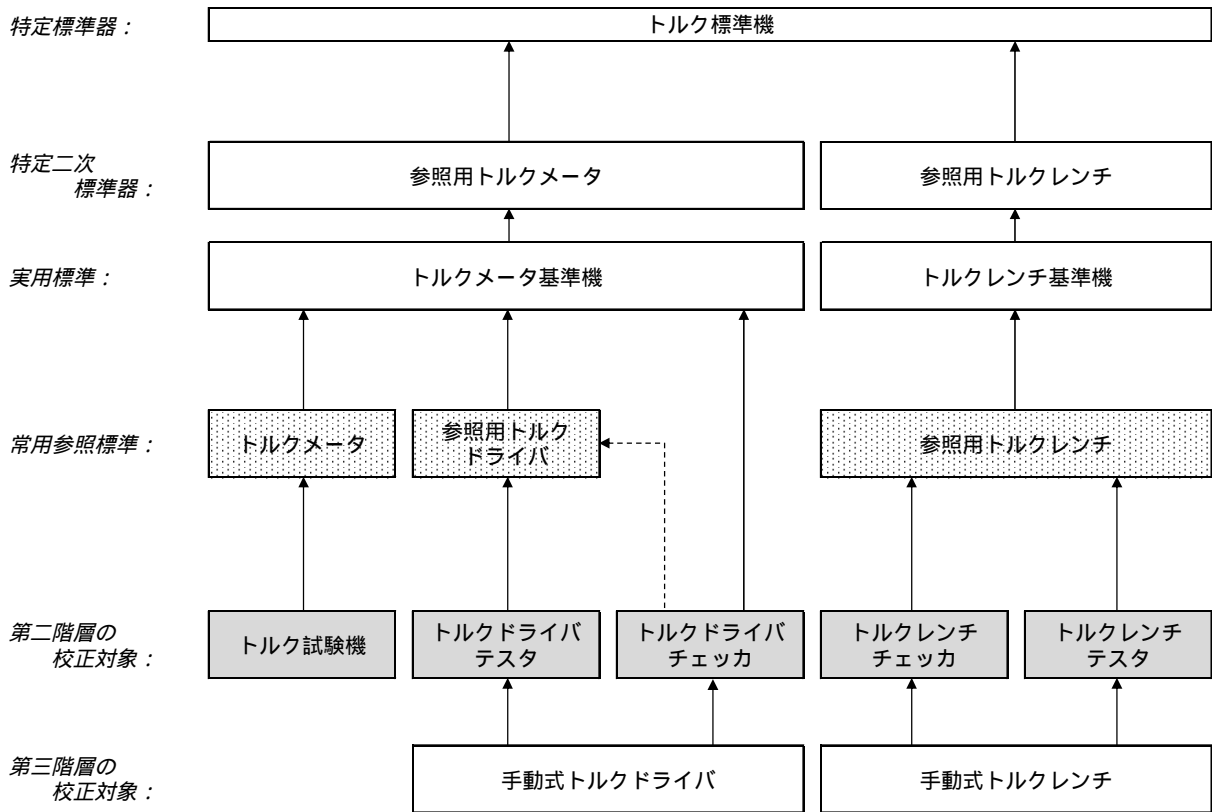 特定標準器：
トルク標準機
特定二次
標準器：
参照用トルクメータ
参照用トルクレンチ
実用標準：
トルクメータ基準機
トルクレンチ基準機
常用参照標準：
トルクメータ
参照用トルク
ドライバ
参照用トルクレンチ
第二階層の
校正対象：
トルク試験機
トルクドライバ
テスタ
トルクドライバ
チェッカ
トルクレンチ
チェッカ
トルクレンチ
テスタ
第三階層の
校正対象：
手動式トルクドライバ
手動式トルクレンチ